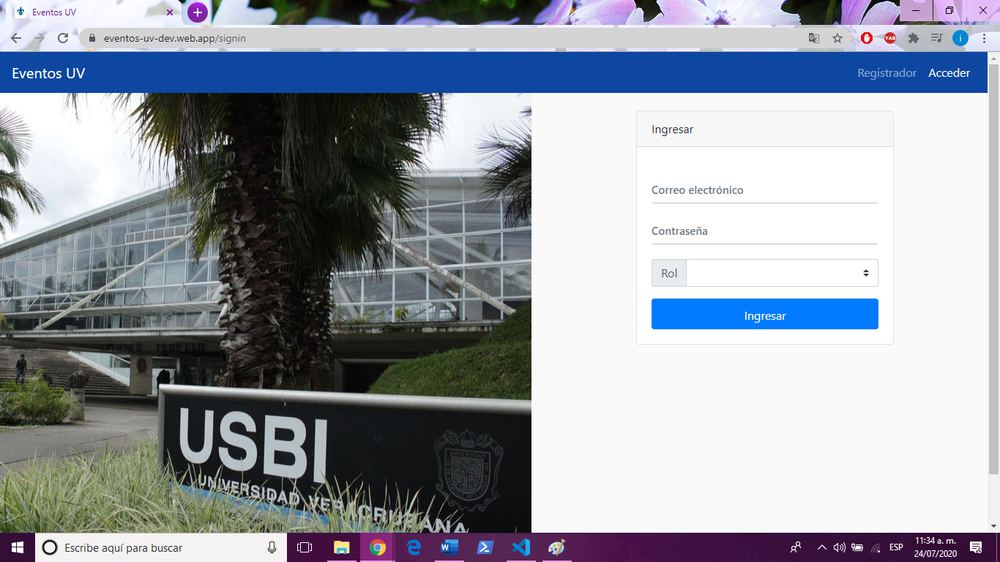 Eventos UV
eventos-uv-dev.web.app/signin
Eventos UV
Registrador Acceder
Ingresar
Correo electrónico
Contraseña
Rol
Ingresar
USBI
UNIVERSIDAD VERACRUZANA
Escribe aquí para buscar
ESP
11:34 a. m.
24/07/2020